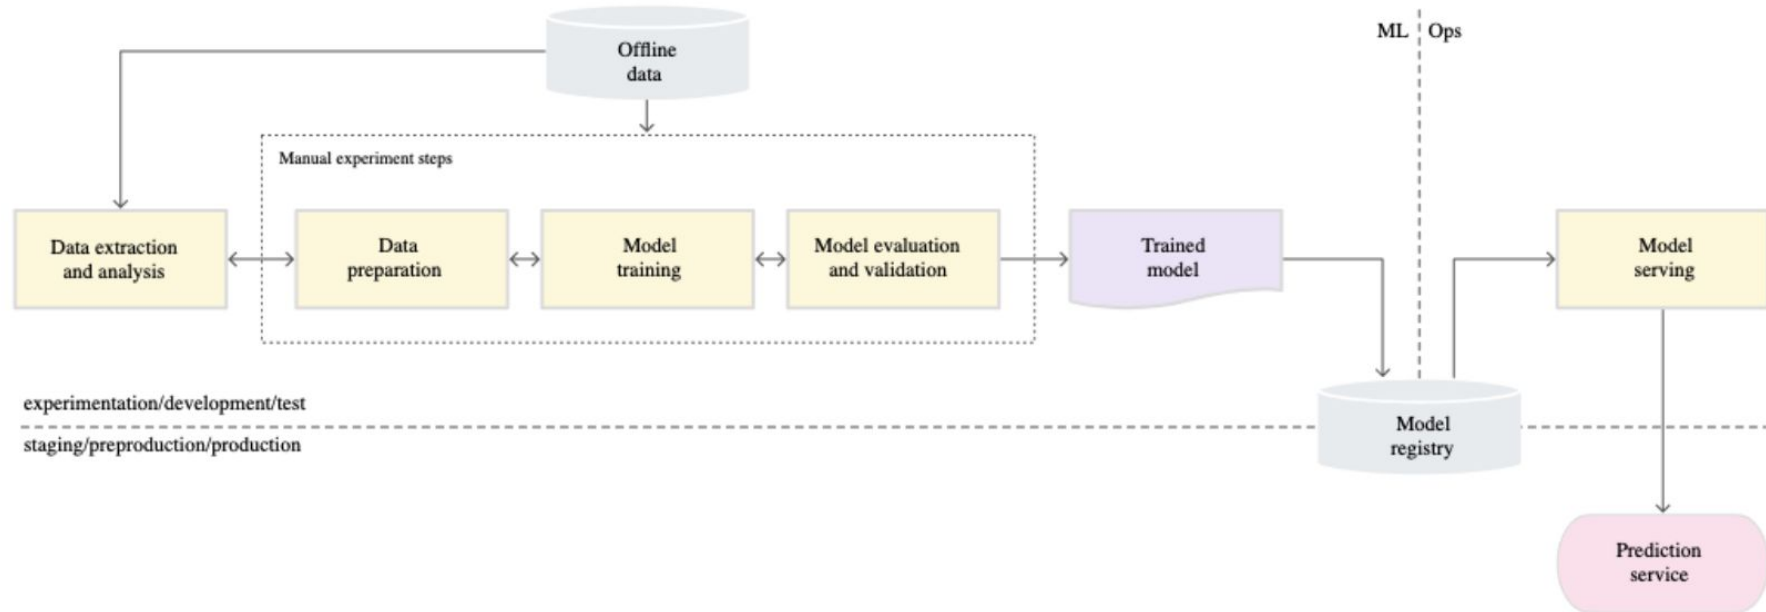 Offline
data
ML
Ops
Manual experiment steps
Data extraction
and analysis
Data
preparation
Model
training
Model evaluation
and validation
Trained
model
Model
serving
experimentation/development/test
staging/preproduction/production
Model
registry
Prediction
service